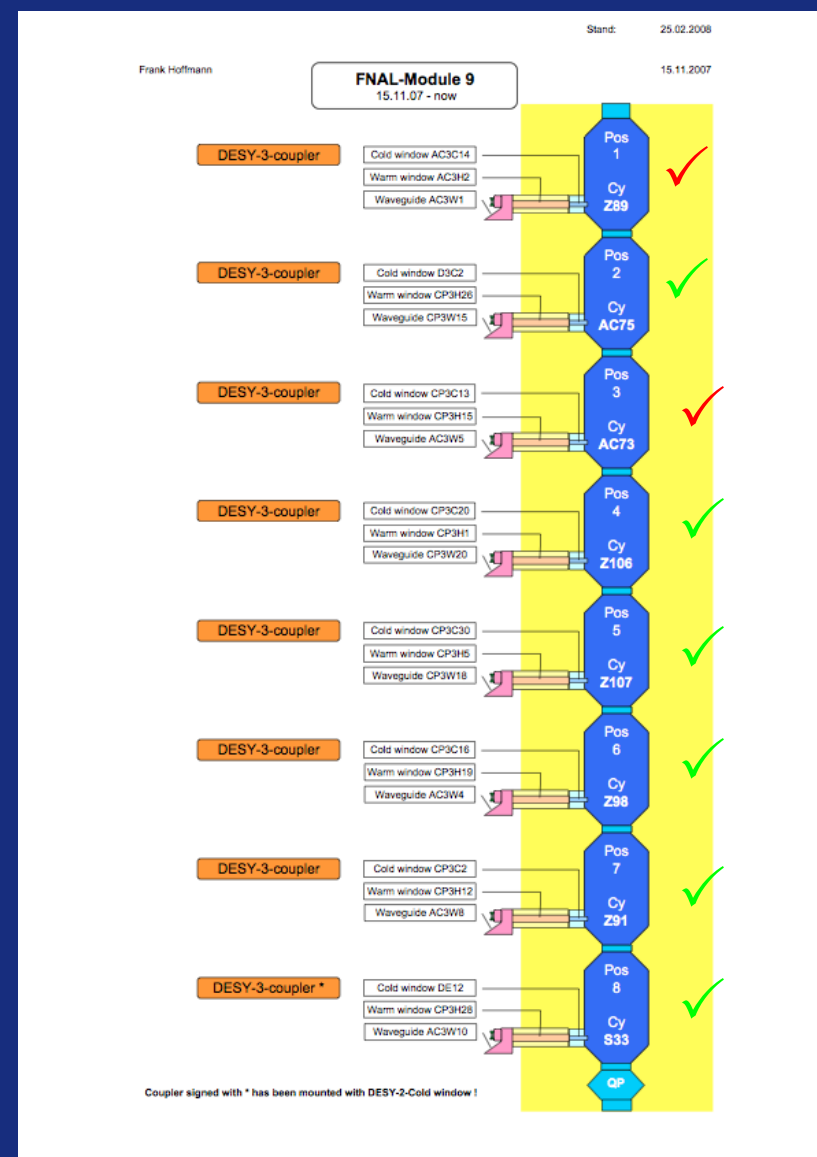 Stand: 25.02.2008
Frank Hoffmann
15.11.2007
FNAL-Module 9
15.11.07 - now
DESY-3-coupler
Cold window AC3C14
Warm window AC3H2
Waveguide AC3W1
Pos
1
Cy
Z89
DESY-3-coupler
Cold window D3C2
Warm window CP3H26
Waveguide CP3W15
Pos
2
Cy
AC75
DESY-3-coupler
Cold window CP3C13
Warm window CP3H15
Waveguide AC3W5
Pos
3
Cy
AC73
DESY-3-coupler
Cold window CP3C20
Warm window CP3H1
Waveguide CP3W20
Pos
4
Cy
Z106
DESY-3-coupler
Cold window CP3C30
Warm window CP3H5
Waveguide CP3W18
Pos
5
Cy
Z107
DESY-3-coupler
Cold window CP3C16
Warm window CP3H19
Waveguide AC3W4
Pos
6
Cy
Z98
DESY-3-coupler
Cold window CP3C2
Warm window CP3H12
Waveguide AC3W8
Pos
7
Cy
Z91
DESY-3-coupler *
Cold window DE12
Warm window CP3H28
Waveguide AC3W10
Pos
8
Cy
S33
QP
Coupler signed with * has been mounted with DESY-2-Cold window !